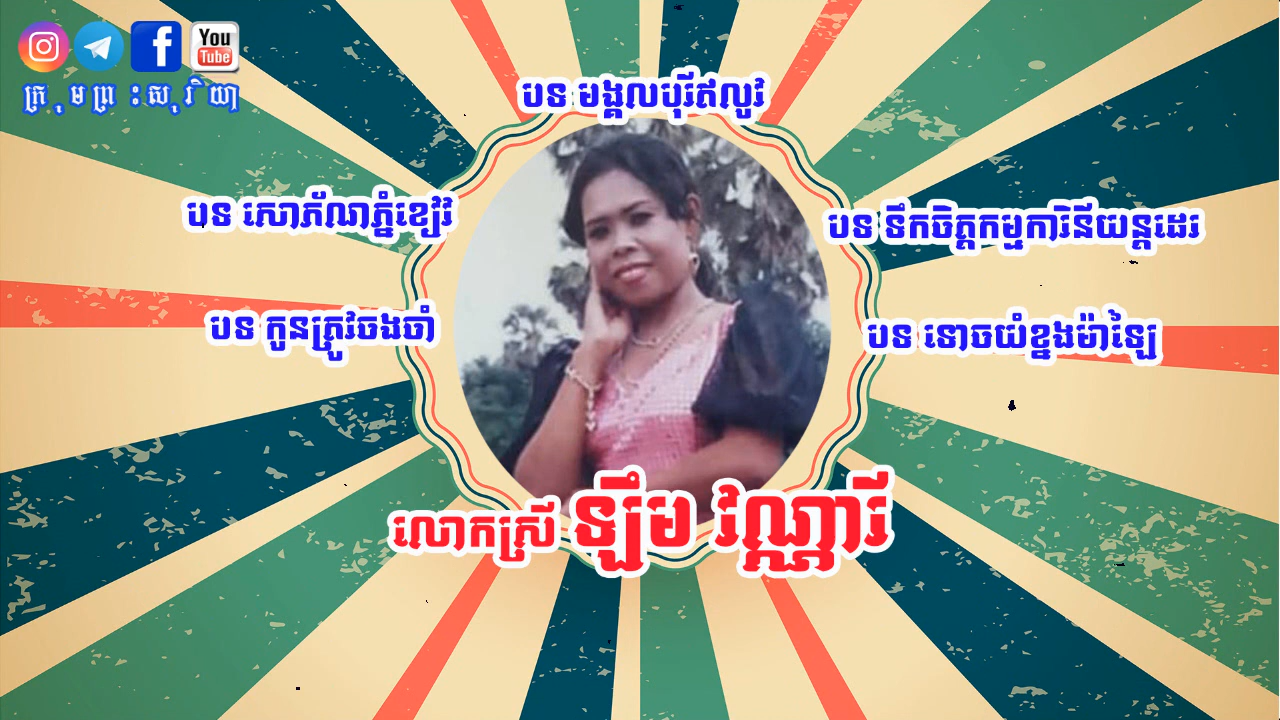 You
Tube
ក្រុមព្រះសុរិយា
បទ មង្គលបុរីឥលូវ
បទ សោភ័ណភ្នំខៀវ
បទ ទឹកចិត្តកម្មការិនីយន្តដេរ
បទ កូនត្រូវចងចាំ
បទ ទោចយំខ្នងម៉ាឡៃ
លោកស្រី ឡឹម វណ្ណារី